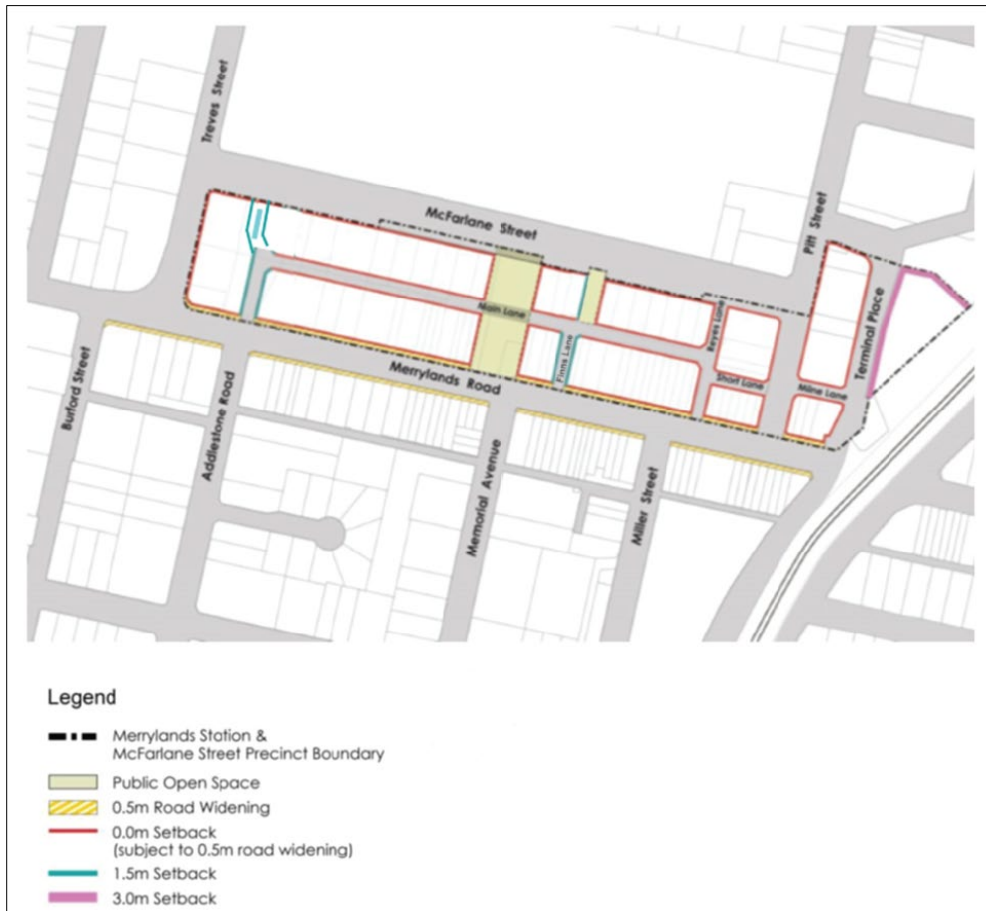 Treves Street
McFarlane Street
Pitt Street
Main Lane
Finns Lane
Reyes Lane
Short Lane
Milne Lane
Terminal Place
Merrylands Road
Burford Street
Addlestone Road
Memorial Avenue
Miller Street
Legend
Merrylands Station &
McFarlane Street Precinct Boundary
Public Open Space
0.5m Road Widening
0.0m Setback
(subject to 0.5m road widening)
1.5m Setback
3.0m Setback